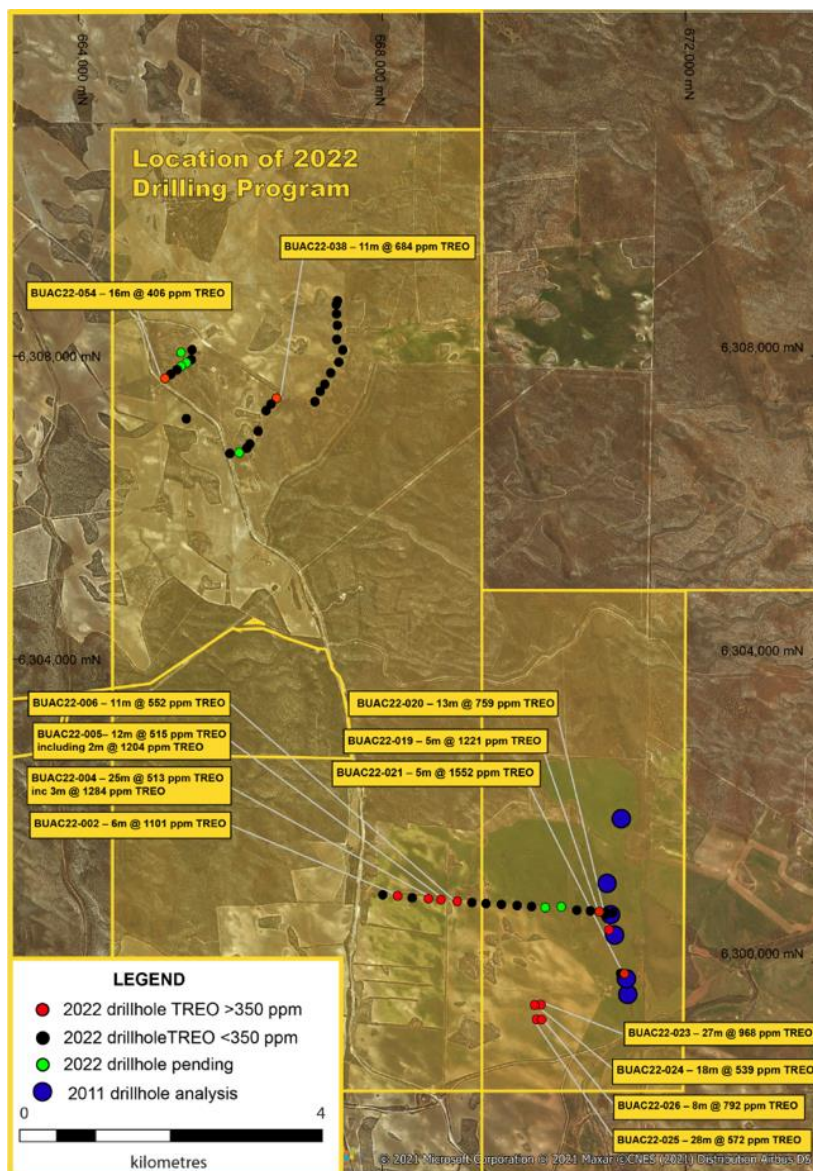 664,000 mN
668,000 mN
672,000 mN
Location of 2022
Drilling Program
BUAC22-038 – 11m @ 684 ppm TREO
BUAC22-054 – 16m @ 406 ppm TREO
6,308,000 mN
6,308,000 mN
6,304,000 mN
6,304,000 mN
BUAC22-006 – 11m @ 552 ppm TREO
BUAC22-005– 12m @ 515 ppm TREO
including 2m @ 1204 ppm TREO
BUAC22-004 – 25m @ 513 ppm TREO
inc 3m @ 1284 ppm TREO
BUAC22-002 – 6m @ 1101 ppm TREO
BUAC22-020 – 13m @ 759 ppm TREO
BUAC22-019 – 5m @ 1221 ppm TREO
BUAC22-021 – 5m @ 1552 ppm TREO
6,300,000 mN
BUAC22-023 – 27m @ 968 ppm TREO
BUAC22-024 – 18m @ 539 ppm TREO
BUAC22-026 – 8m @ 792 ppm TREO
BUAC22-025 – 28m @ 572 ppm TREO
LEGEND
2022 drillhole TREO >350 ppm
2022 drillholeTREO <350 ppm
2022 drillhole pending
2011 drillhole analysis
0 4
kilometres
© 2021 Microsoft Corporation © 2021 Maxar ©CNES (2021) Distribution Airbus DS